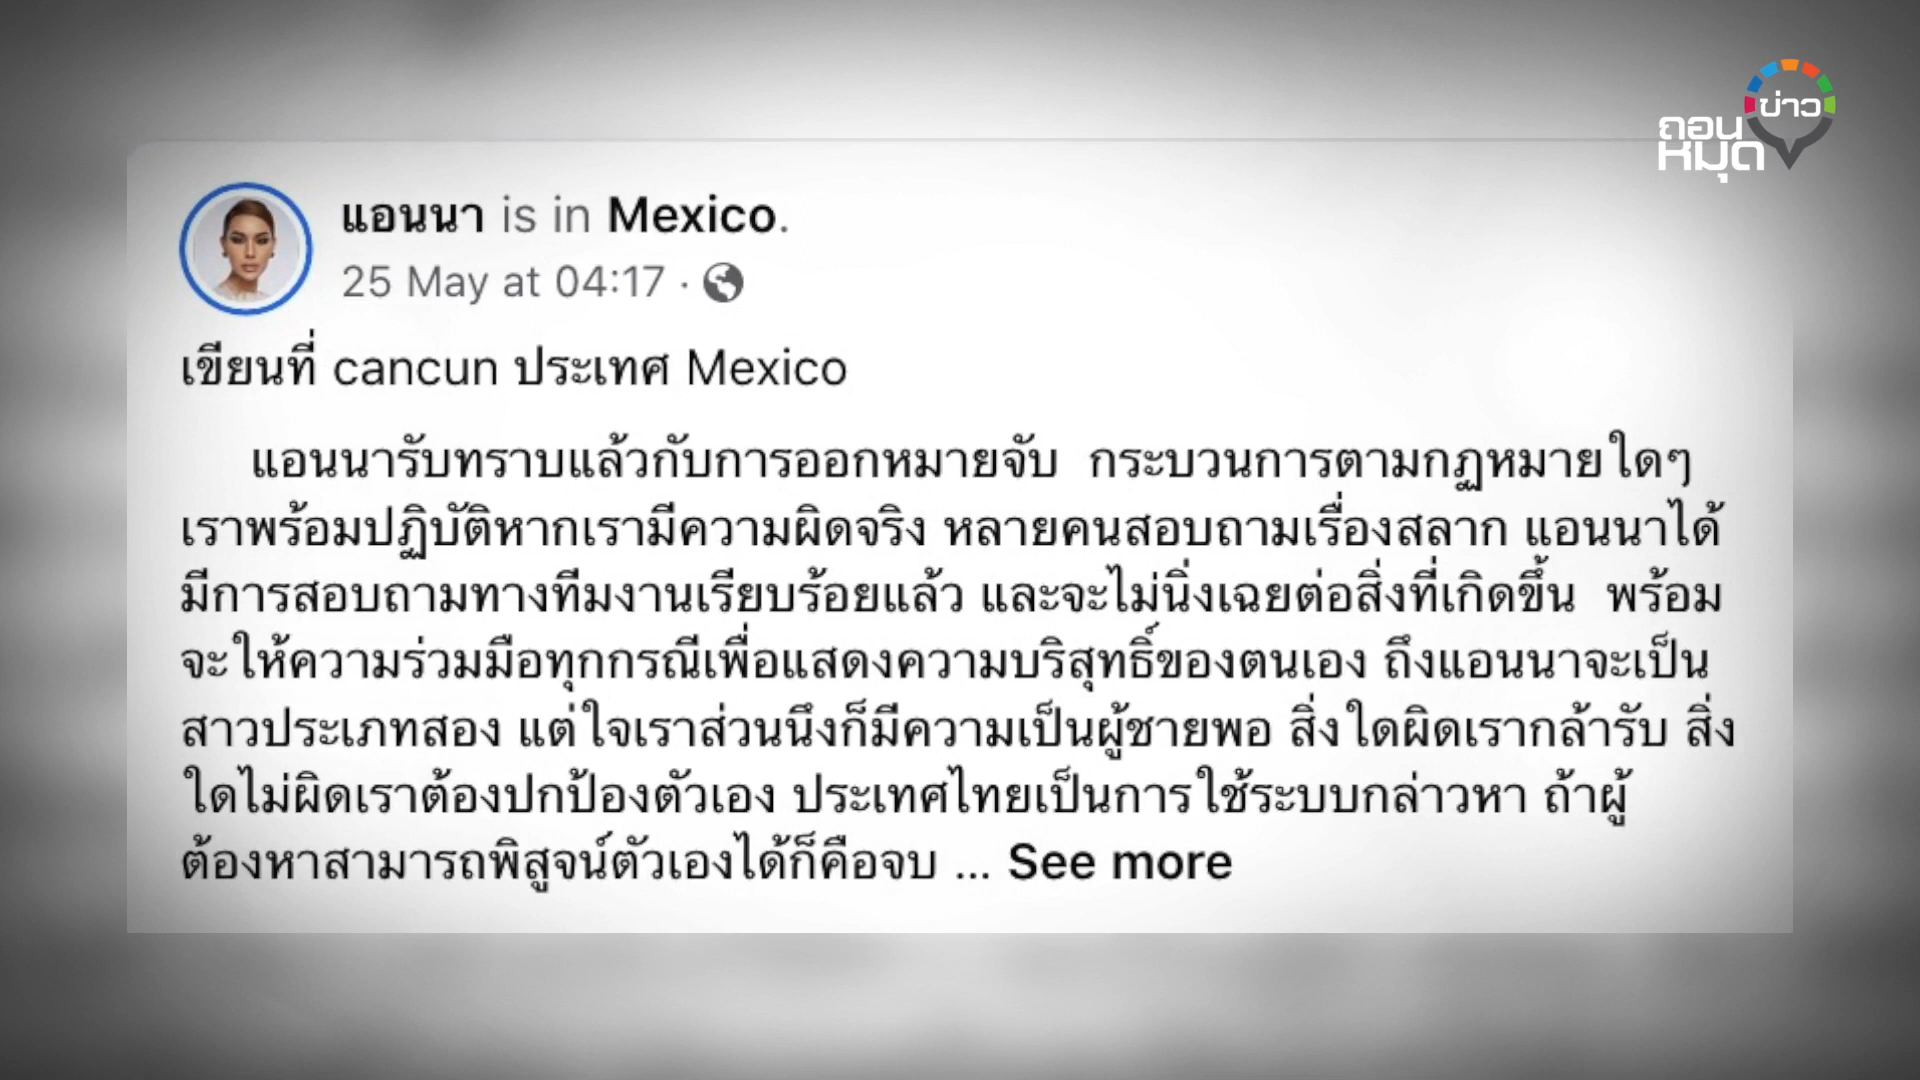 ถอน
หมุด
ข่าว
แอนนา is in Mexico.
25 May at 04:17 ·
เขียนที่ cancun ประเทศ Mexico
แอนนารับทราบแล้วกับการออกหมายจับ กระบวนการตามกฏหมายใดๆ
เราพร้อมปฏิบัติหากเรามีความผิดจริง หลายคนสอบถามเรื่องสลาก แอนนาได้
มีการสอบถามทางทีมงานเรียบร้อยแล้ว และจะไม่นิ่งเฉยต่อสิ่งที่เกิดขึ้น พร้อม
จะให้ความร่วมมือทุกกรณีเพื่อแสดงความบริสุทธิ์ของตนเอง ถึงแอนนาจะเป็น
สาวประเภทสอง แต่ใจเราส่วนนึงก็มีความเป็นผู้ชายพอ สิ่งใดผิดเรากล้ารับ สิ่ง
ใดไม่ผิดเราต้องปกป้องตัวเอง ประเทศไทยเป็นการใช้ระบบกล่าวหา ถ้าผู้
ต้องหาสามารถพิสูจน์ตัวเองได้ก็คือจบ ... See more